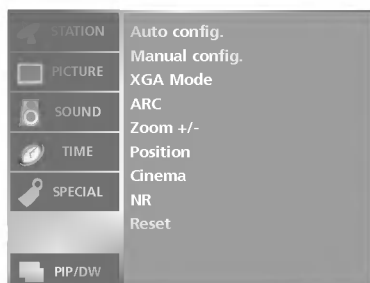 STATION
PICTURE
SOUND
TIME
SPECIAL
PIP/DW
Auto config.
Manual config.
XGA Mode
ARC
Zoom +/-
Position
Cinema
NR
Reset